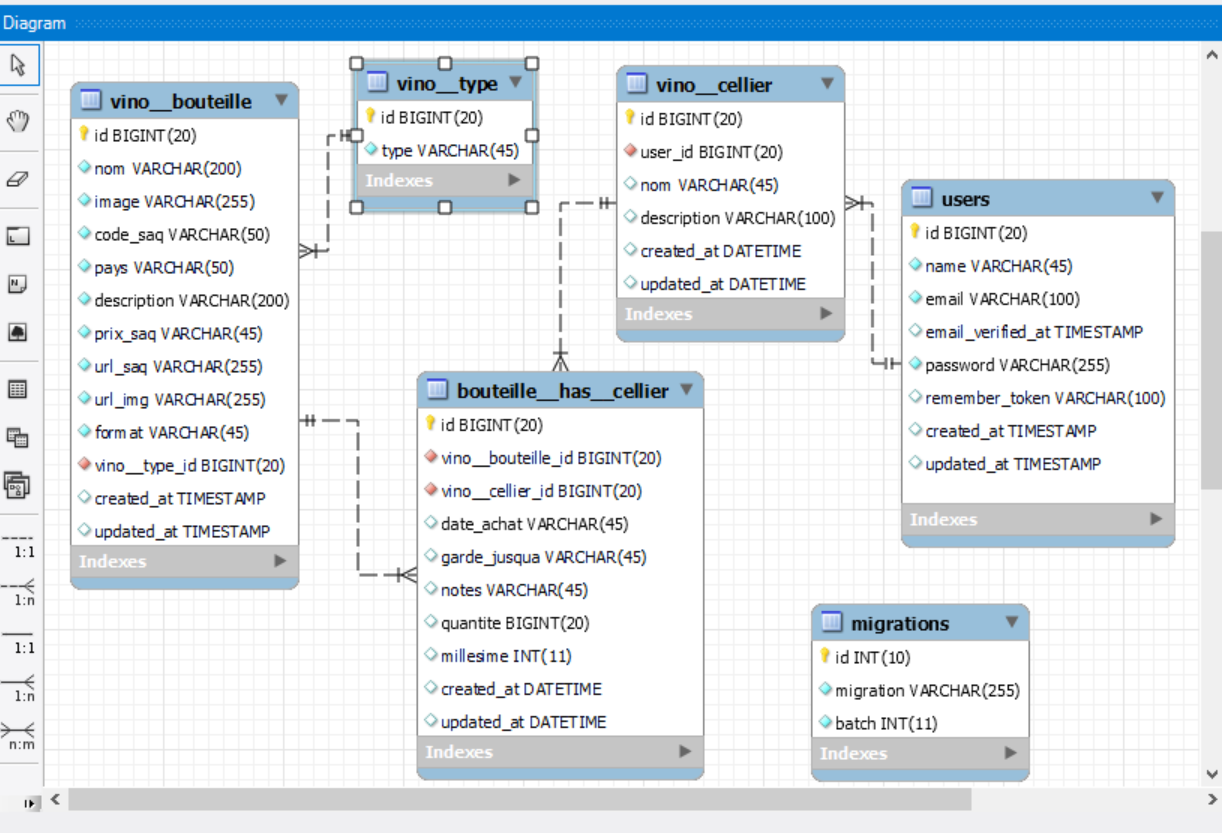 Diagram
vino__bouteille
id BIGINT(20)
nom VARCHAR(200)
image VARCHAR(255)
code_saq VARCHAR(50)
pays VARCHAR(50)
description VARCHAR(200)
prix_saq VARCHAR(45)
url_saq VARCHAR(255)
url_img VARCHAR(255)
format VARCHAR(45)
vino__type_id BIGINT(20)
created_at TIMESTAMP
updated_at TIMESTAMP
Indexes
vino__type
id BIGINT(20)
type VARCHAR(45)
Indexes
vino__cellier
id BIGINT(20)
user_id BIGINT(20)
nom VARCHAR(45)
description VARCHAR(100)
created_at DATETIME
updated_at DATETIME
Indexes
users
id BIGINT(20)
name VARCHAR(45)
email VARCHAR(100)
email_verified_at TIMESTAMP
password VARCHAR(255)
remember_token VARCHAR(100)
created_at TIMESTAMP
updated_at TIMESTAMP
Indexes
bouteille__has__cellier
id BIGINT(20)
vino__bouteille_id BIGINT(20)
vino__cellier_id BIGINT(20)
date_achat VARCHAR(45)
garde_jusqua VARCHAR(45)
notes VARCHAR(45)
quantite BIGINT(20)
millesime INT(11)
created_at DATETIME
updated_at DATETIME
Indexes
migrations
id INT(10)
migration VARCHAR(255)
batch INT(11)
Indexes
1:1
1:n
1:1
1:n
n:m